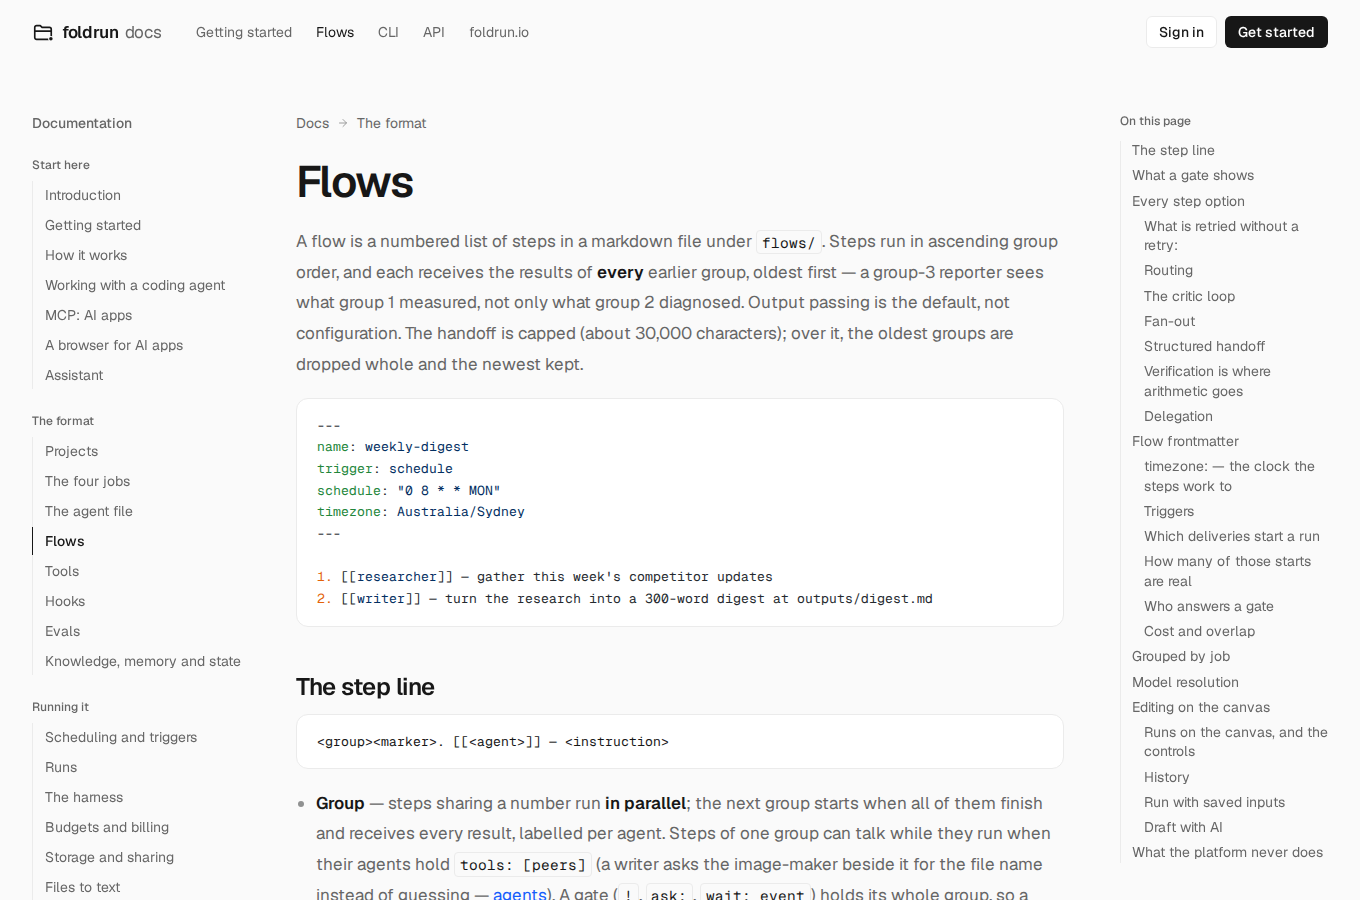 foldrun docs
Getting started
Flows
CLI
API
foldrun.io
Sign in
Get started
Documentation
Start here
Introduction
Getting started
How it works
Working with a coding agent
MCP: AI apps
A browser for AI apps
Assistant
The format
Projects
The four jobs
The agent file
Flows
Tools
Hooks
Evals
Knowledge, memory and state
Running it
Scheduling and triggers
Runs
The harness
Budgets and billing
Storage and sharing
Files to text
Docs → The format
Flows
A flow is a numbered list of steps in a markdown file under flows/. Steps run in ascending group
order, and each receives the results of every earlier group, oldest first — a group-3 reporter sees
what group 1 measured, not only what group 2 diagnosed. Output passing is the default, not
configuration. The handoff is capped (about 30,000 characters); over it, the oldest groups are
dropped whole and the newest kept.
---
name: weekly-digest
trigger: schedule
schedule: "0 8 * * MON"
timezone: Australia/Sydney
---
1. [[researcher]] — gather this week's competitor updates
2. [[writer]] — turn the research into a 300-word digest at outputs/digest.md
The step line
<group><marker>. [[<agent>]] — <instruction>
• Group — steps sharing a number run in parallel; the next group starts when all of them finish
and receives every result, labelled per agent. Steps of one group can talk while they run when
their agents hold tools: [peers] (a writer asks the image-maker beside it for the file name
instead of guessing — agents). A gate ( ! , ask: , wait: event ) holds its whole group, so a
On this page
The step line
What a gate shows
Every step option
What is retried without a
retry:
Routing
The critic loop
Fan-out
Structured handoff
Verification is where
arithmetic goes
Delegation
Flow frontmatter
timezone: — the clock the
steps work to
Triggers
Which deliveries start a run
How many of those starts
are real
Who answers a gate
Cost and overlap
Grouped by job
Model resolution
Editing on the canvas
Runs on the canvas, and the
controls
History
Run with saved inputs
Draft with AI
What the platform never does